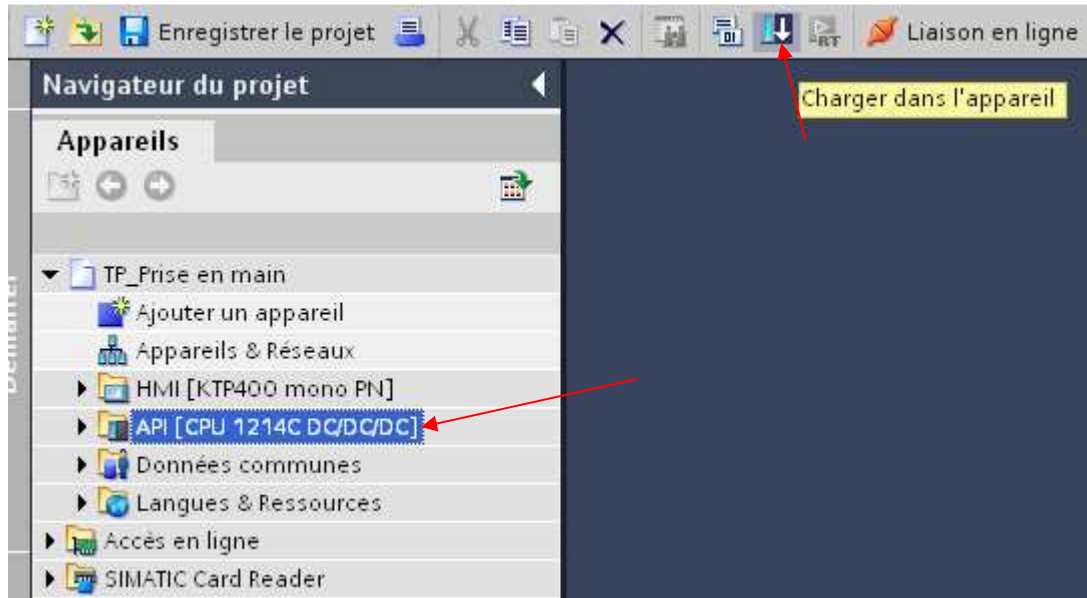 Enregistrer le projet
RT
Liaison en ligne
Navigateur du projet
Charger dans l'appareil
Appareils
TP_Prise en main
Ajouter un appareil
Appareils & Réseaux
HMI [KTP400 mono PN]
API [CPU 1214C DC/DC/DC]
Données communes
Langues & Ressources
Accès en ligne
SIMATIC Card Reader